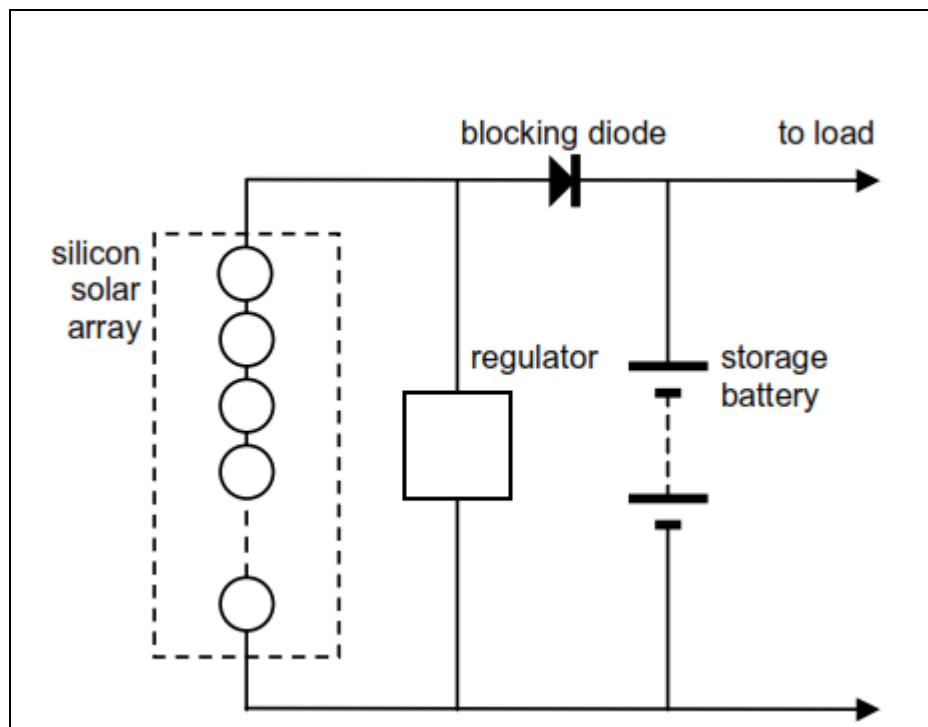 blocking diode
to load
silicon
solar
array
regulator
storage
battery